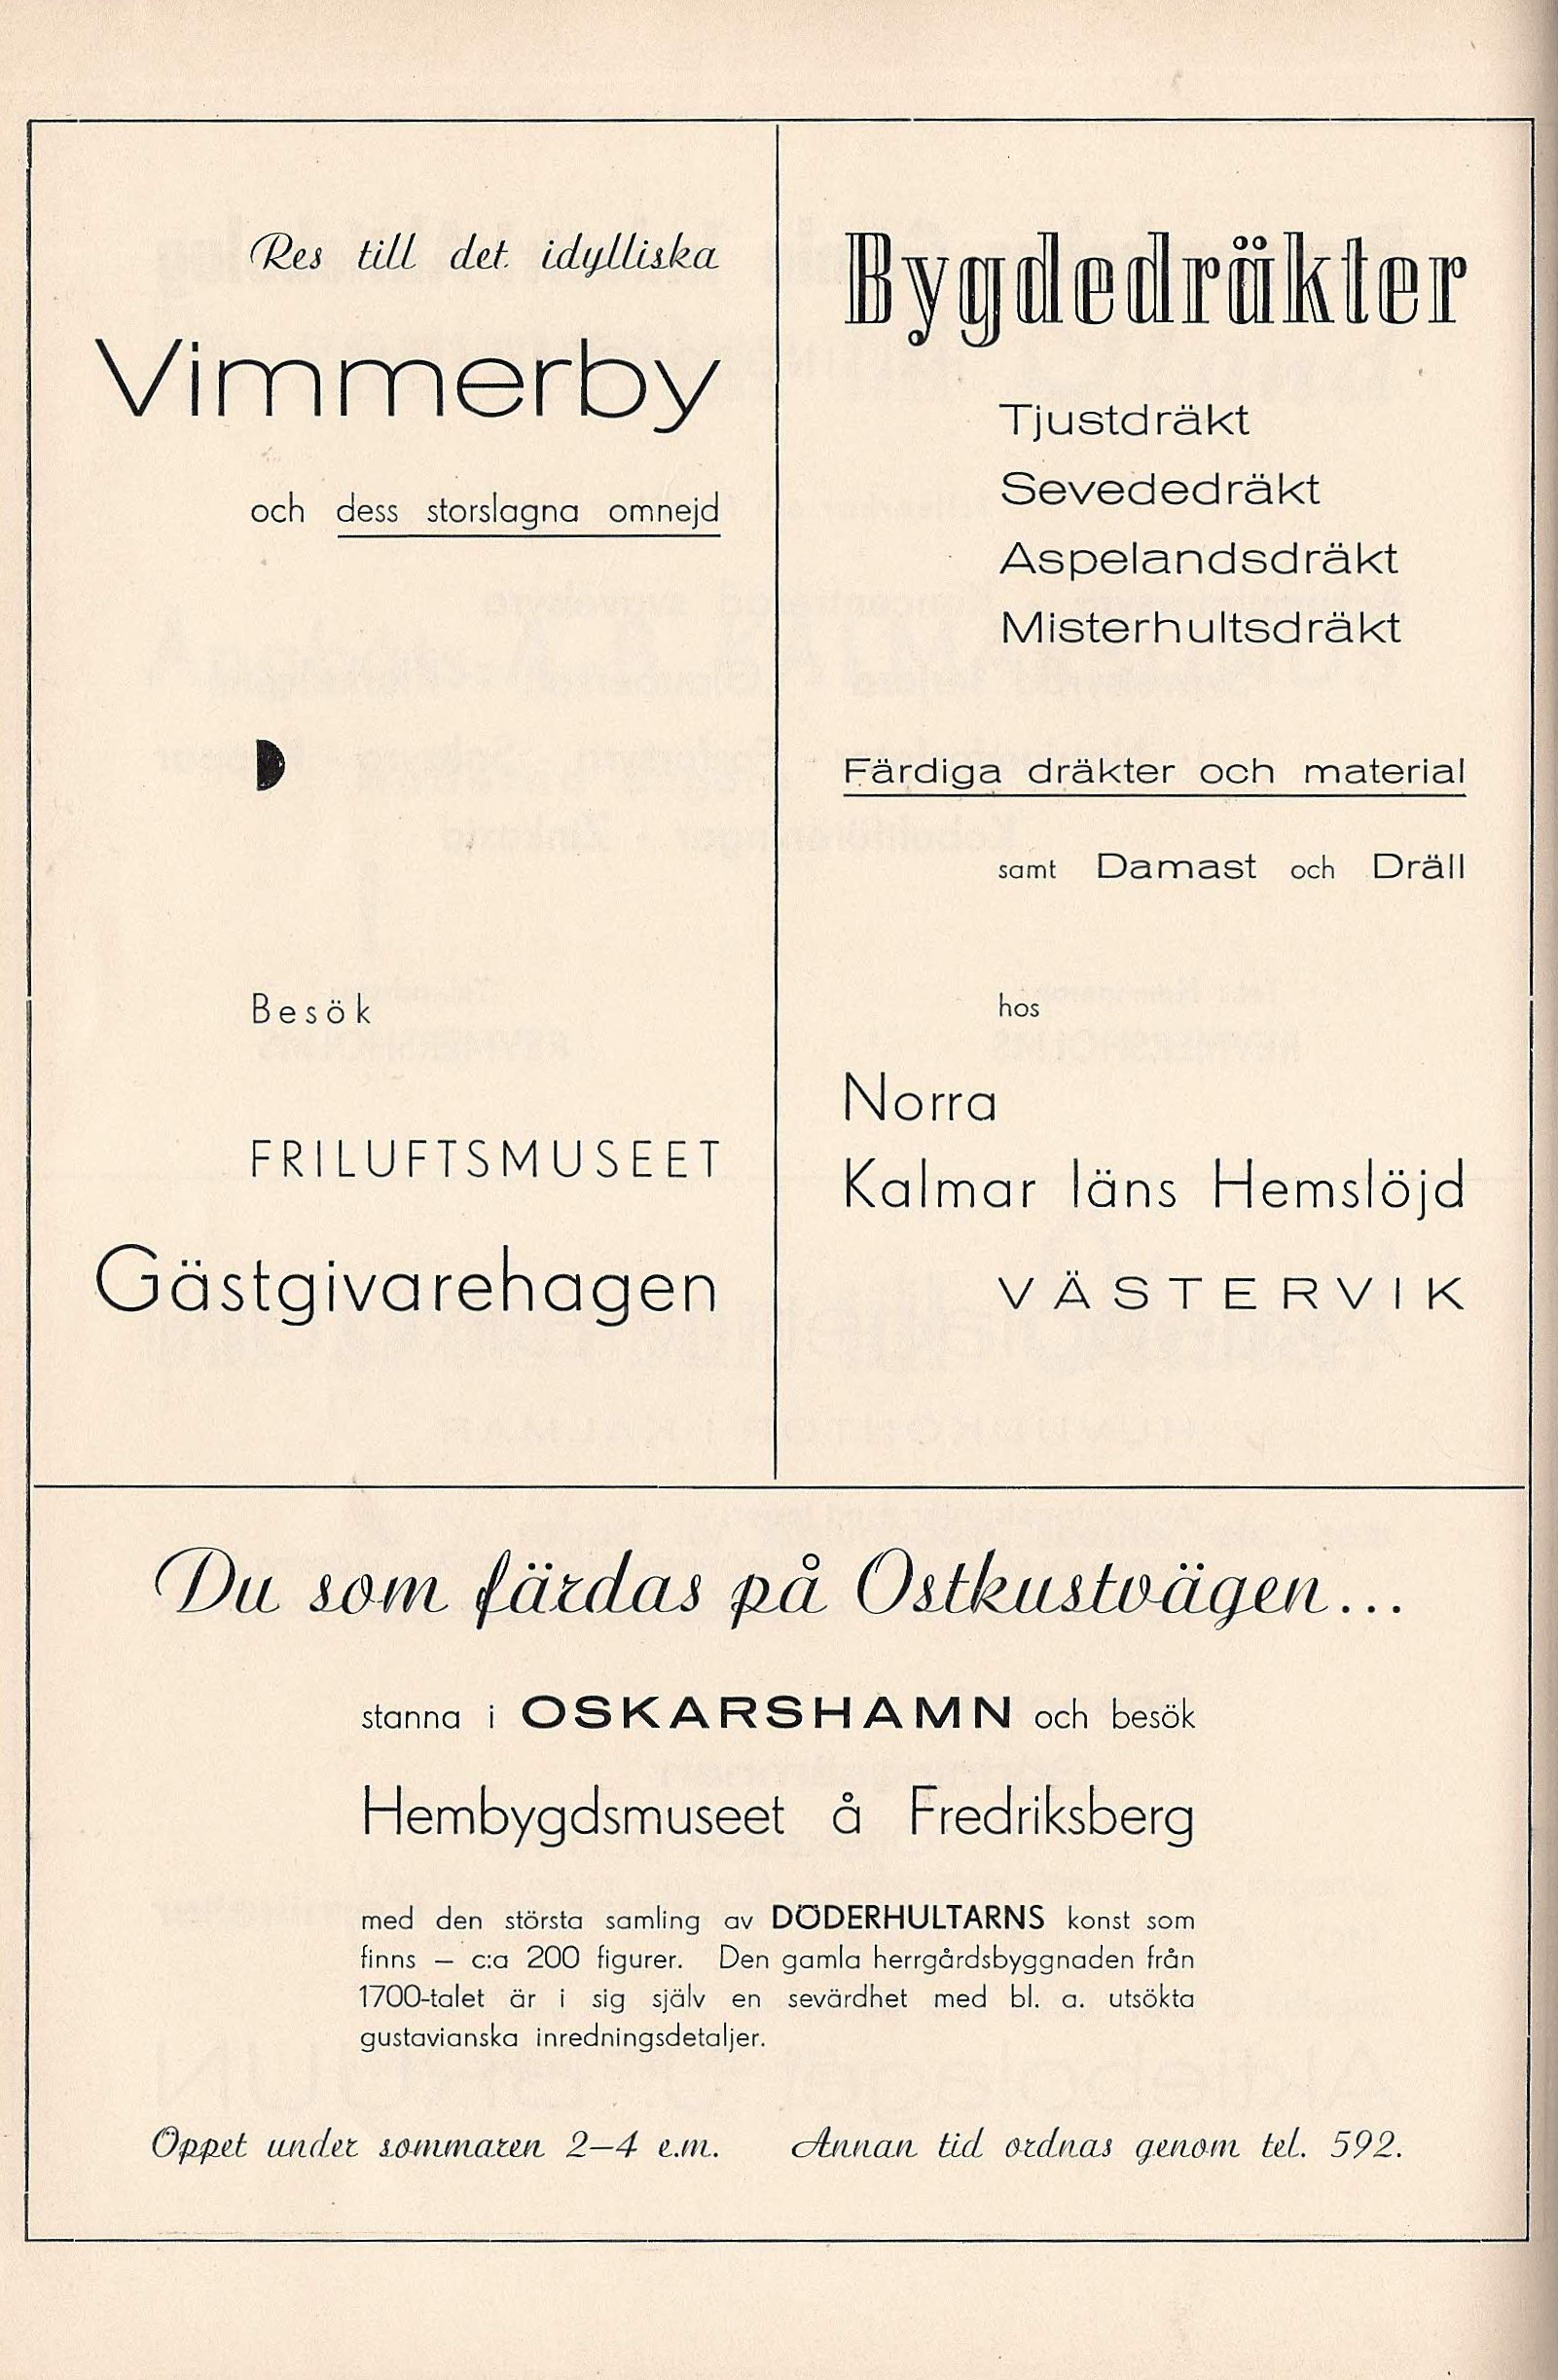 Res till det idylliska
Vimmerby
och dess storslagna omnejd
Besök
FRILUFTSMUSEET
Gästgivarehagen
Bygdedräkter
Tjustdräkt
Sevededräkt
Aspelandsdräkt
Misterhultsdräkt
Färdiga dräkter och material
samt Damast och Dräll
hos
Norra
Kalmar läns Hemslöjd
VÄSTERVIK
Du som färdas på Ostkustvägen...
stanna i OSKARSHAMN och besök
Hembygdsmuseet å Fredriksberg
med den största samling av DÖDERHULTARNS konst som
finns — c:a 200 figurer. Den gamla herrgårdsbyggnaden från
1700-talet är i sig själv en sevärdhet med bl. a. utsökta
gustavianska inredningsdetaljer.
Öppet under sommaren 2–4 e.m. Annan tid ordnas genom tel. 592.